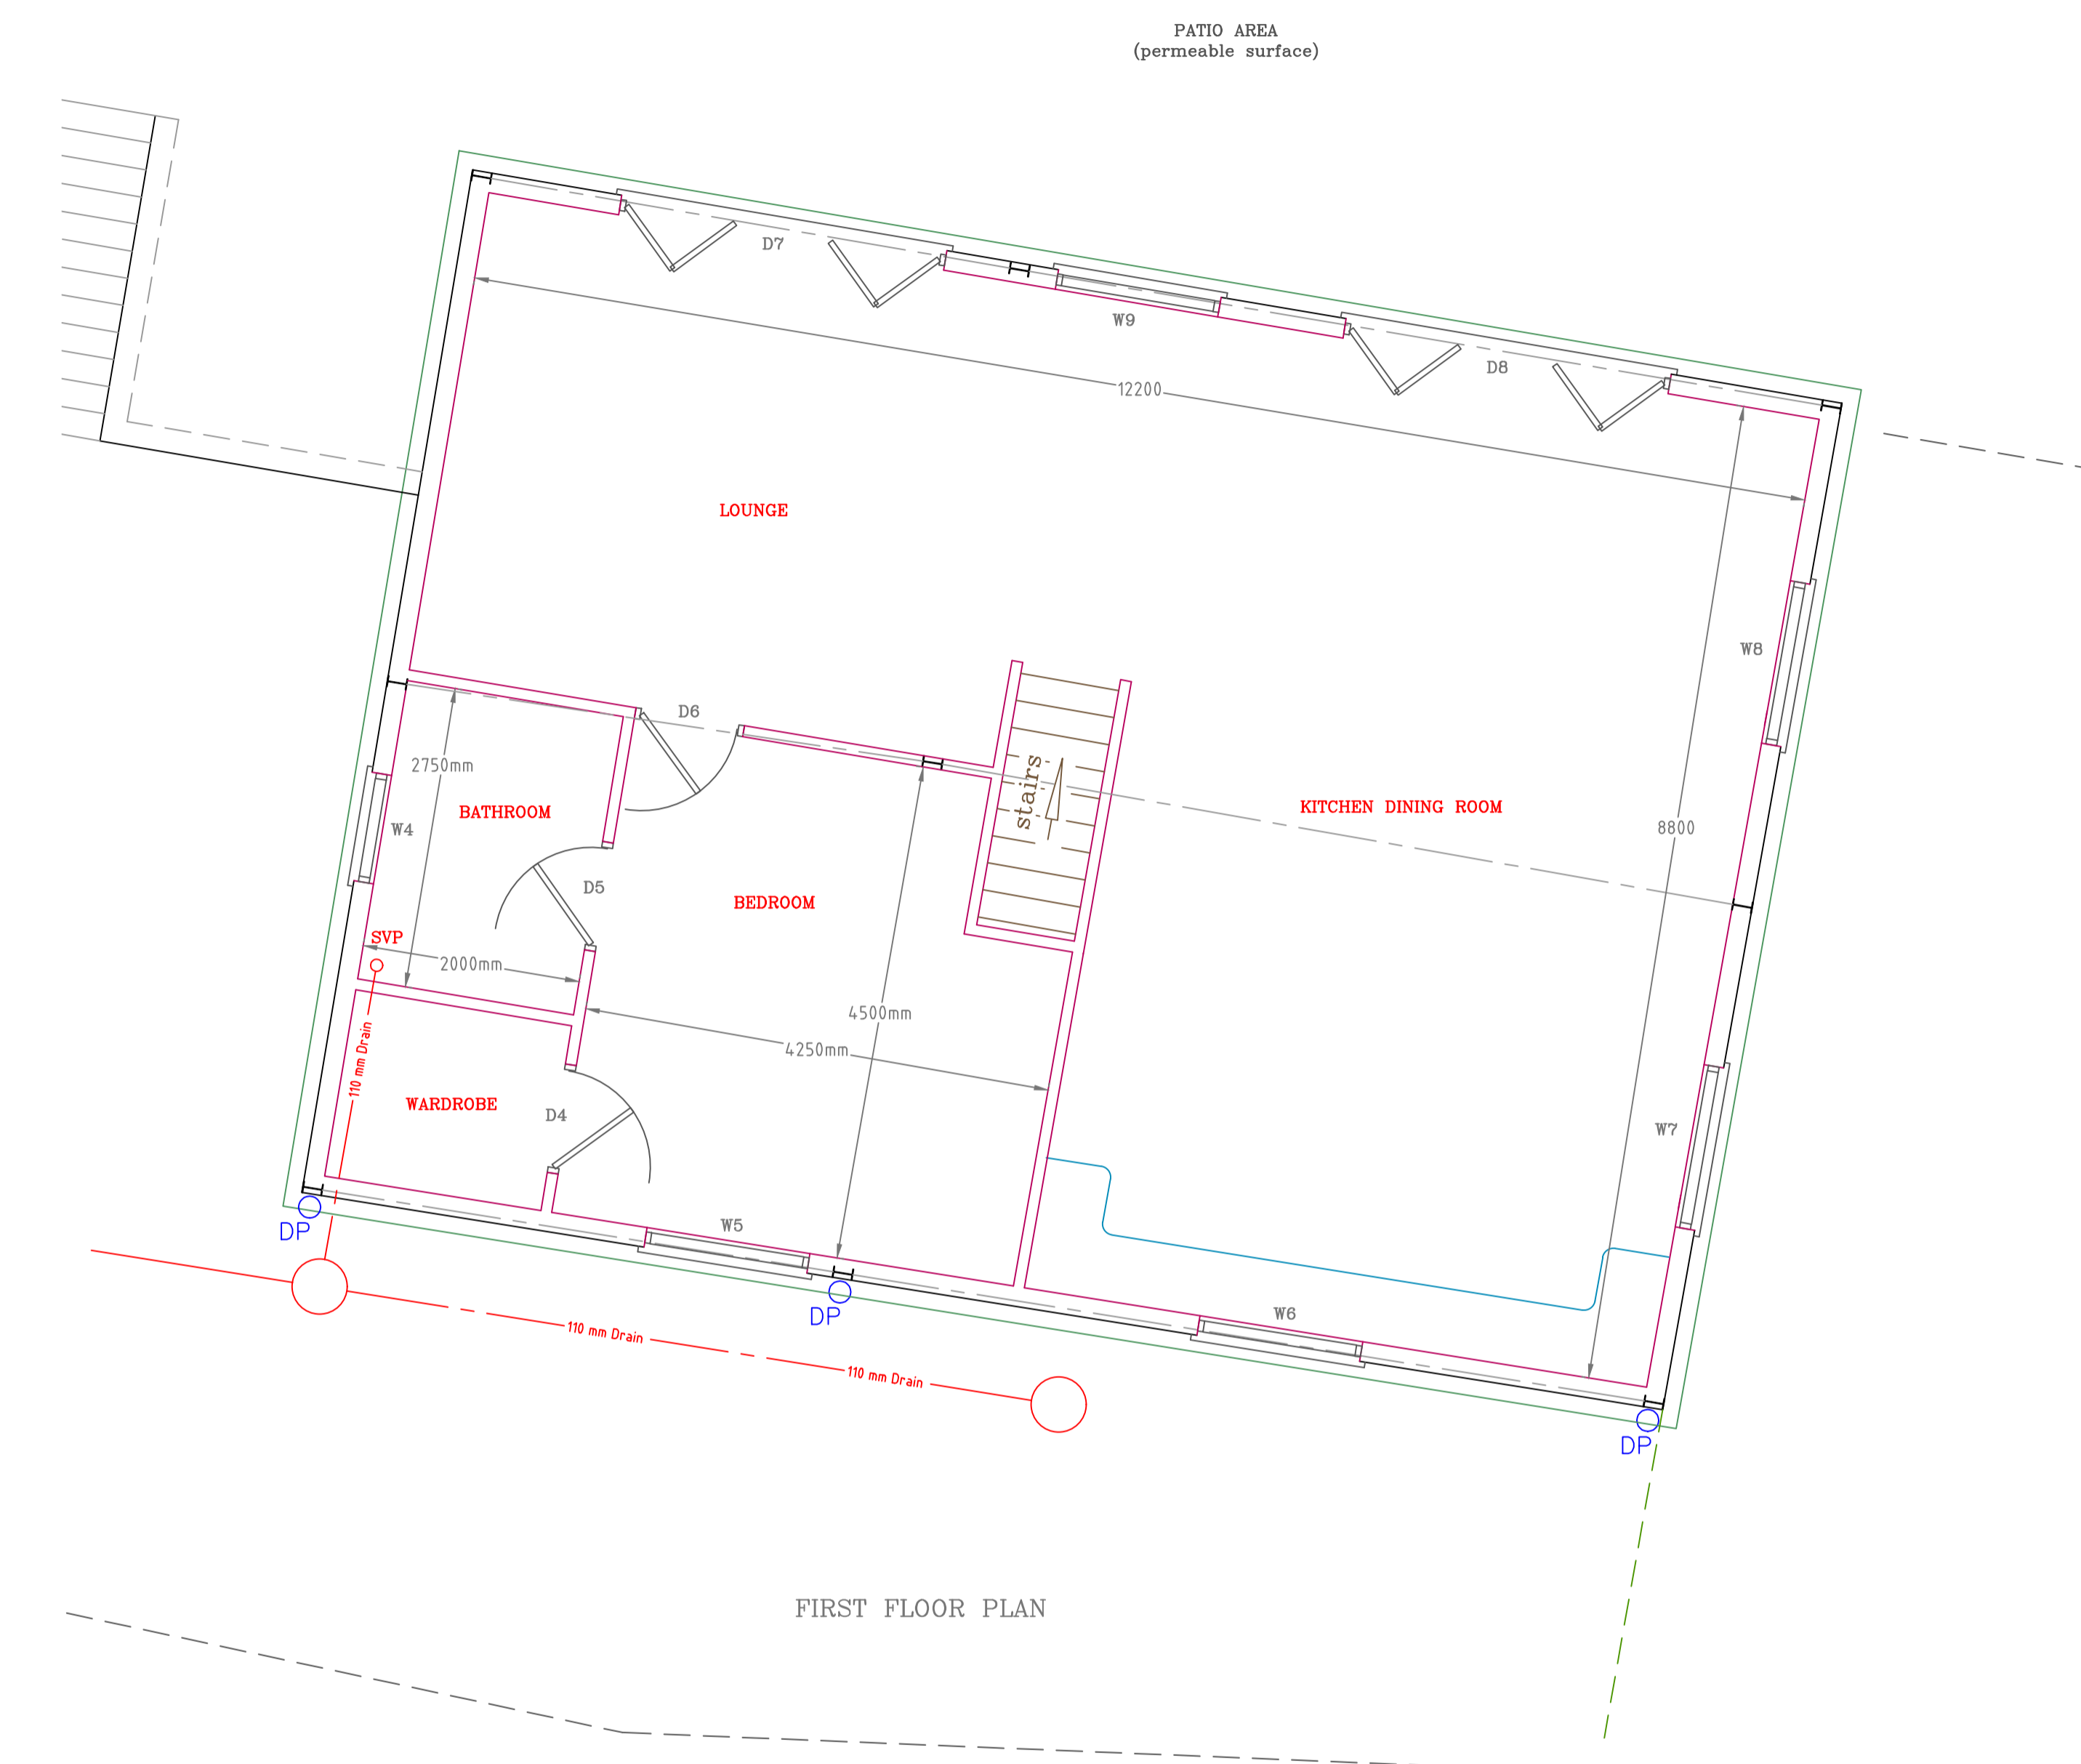 PATIO AREA
(permeable surface)
D7
W9
D8
12200
LOUNGE
W8
D6
2750mm
stairs
BATHROOM
KITCHEN DINING ROOM
W4
8800
D5
BEDROOM
SVP
2000mm
4500mm
110 mm Drain
4250mm
WARDROBE
D4
W7
W5
DP
W6
DP
110 mm Drain
110 mm Drain
DP
FIRST FLOOR PLAN